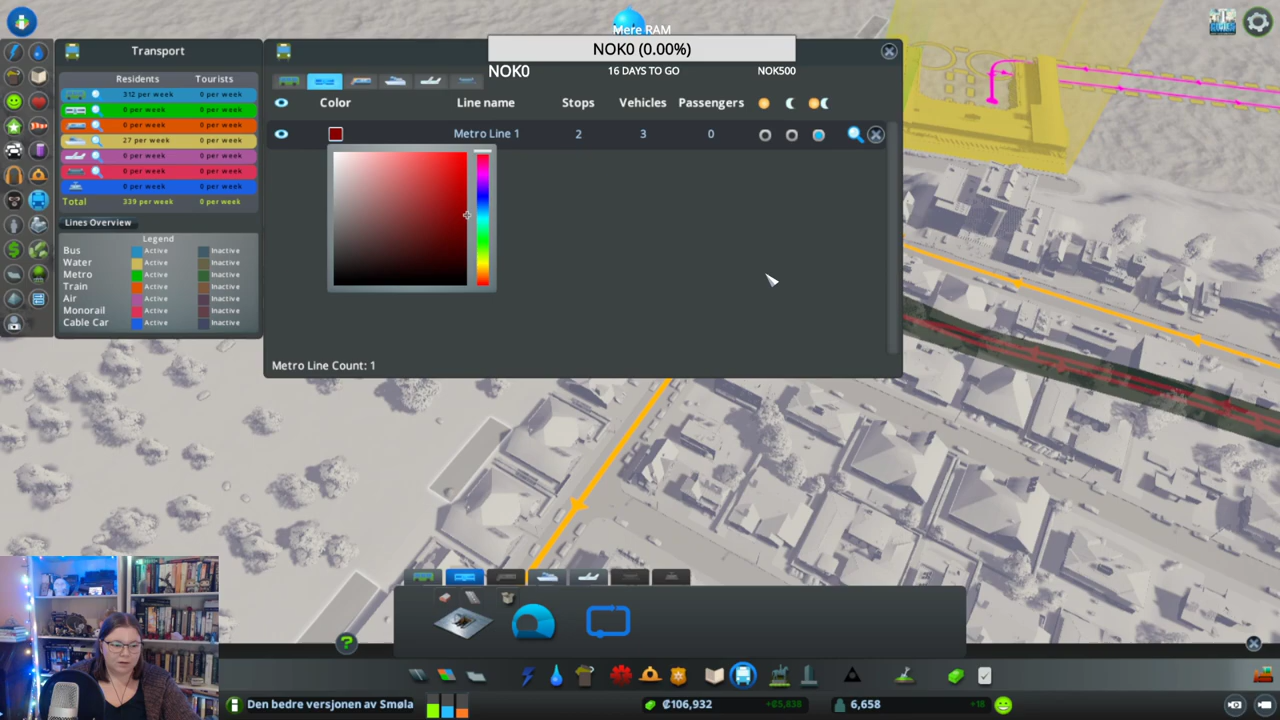 Mere RAM
NOK0 (0.00%)
NOK0 16 DAYS TO GO NOK500
Transport
Residents Tourists
312 per week 0 per week
0 per week 0 per week
0 per week 0 per week
27 per week 0 per week
0 per week 0 per week
0 per week 0 per week
0 per week 0 per week
Total 339 per week 0 per week
Lines Overview
Legend
Bus Active Inactive
Water Active Inactive
Metro Active Inactive
Train Active Inactive
Air Active Inactive
Monorail Active Inactive
Cable Car Active Inactive
Color Line name Stops Vehicles Passengers
Metro Line 1 2 3 0
Metro Line Count: 1
?
Den bedre versjonen av Smøla ₡106,932 +₡5,838 6,658 +18